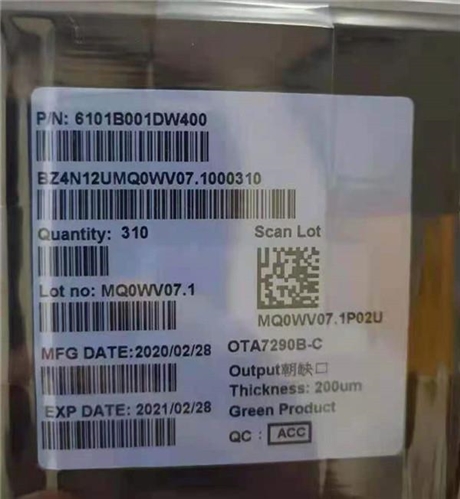 P/N: 6101B001DW400
BZ4N12UMQ0WV07.1000310
Quantity: 310
Scan Lot
Lot no: MQ0WV07.1
MQ0WV07.1P02U
MFG DATE:2020/02/28
OTA7290B-C
Output朝缺口
Thickness: 200um
EXP DATE: 2021/02/28
Green Product
QC : ACC